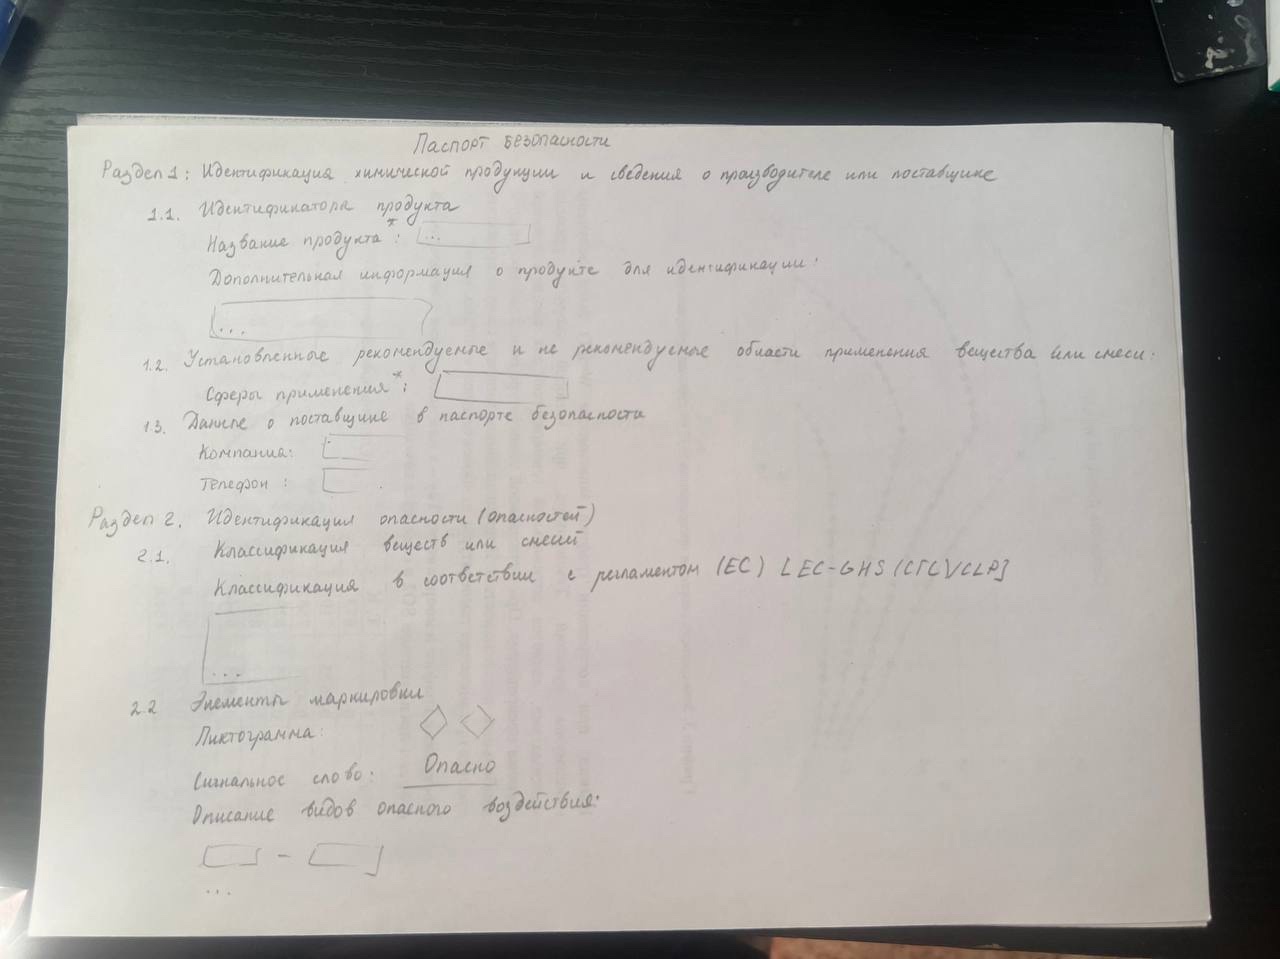 Паспорт безопасности
Раздел 1: Идентификация химической продукции и сведения о производителе или поставщике
1.1. Идентификатора продукта
Название продукта*: ...
Дополнительная информация о продукте для идентификации:
...
1.2. Установленные рекомендуемые и не рекомендуемые области применения вещества или смеси:
Сферы применения*:
1.3. Данные о поставщике в паспорте безопасности
Компания:
Телефон:
Раздел 2. Идентификация опасности (опасностей)
2.1. Классификация веществ или смесей
Классификация в соответствии с регламентом (EC) [EC-GHS(СГС)/CLP]
...
2.2 Элементы маркировки
Пиктограмма:
Сигнальное слово: Опасно
Описание видов опасного воздействия:
-
...